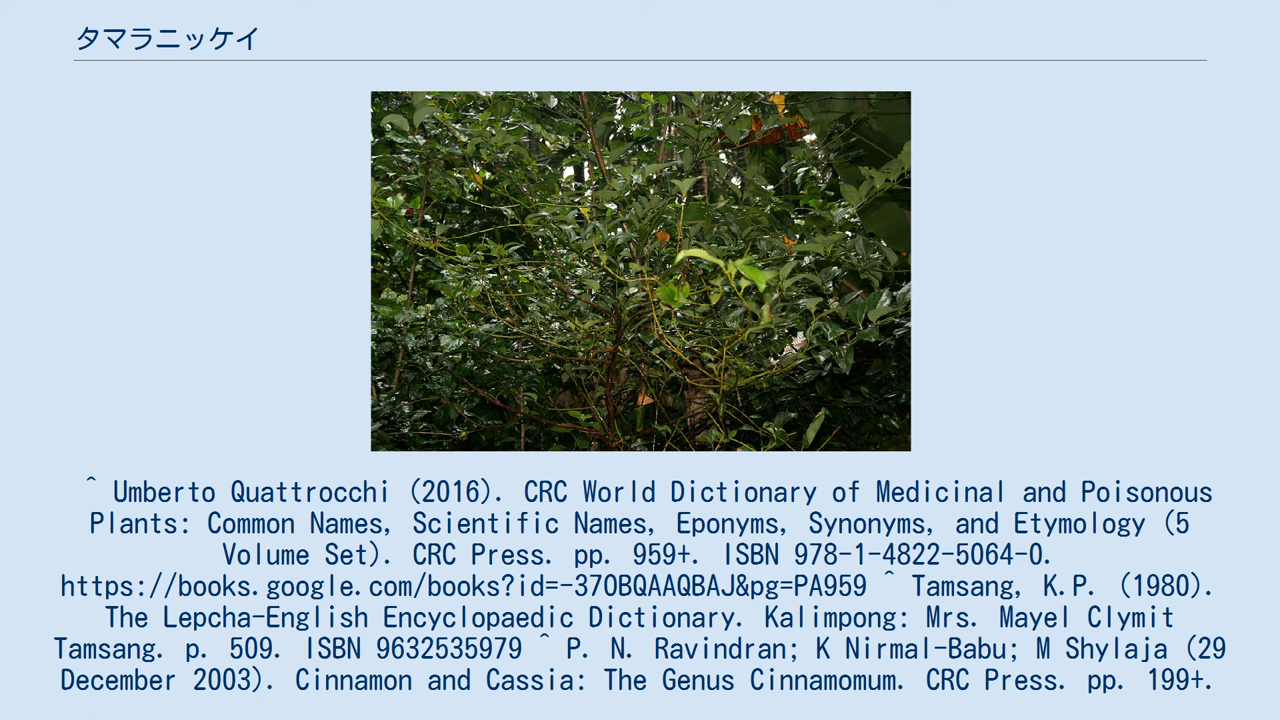 タマラニッケイ
^ Umberto Quattrocchi (2016). CRC World Dictionary of Medicinal and Poisonous
Plants: Common Names, Scientific Names, Eponyms, Synonyms, and Etymology (5
Volume Set). CRC Press. pp. 959+. ISBN 978-1-4822-5064-0.
https://books.google.com/books?id=-37OBQAAQBAJ&pg=PA959 ^ Tamsang, K.P. (1980).
The Lepcha-English Encyclopaedic Dictionary. Kalimpong: Mrs. Mayel Clymit
Tamsang. p. 509. ISBN 9632535979 ^ P. N. Ravindran; K Nirmal-Babu; M Shylaja (29
December 2003). Cinnamon and Cassia: The Genus Cinnamomum. CRC Press. pp. 199+.